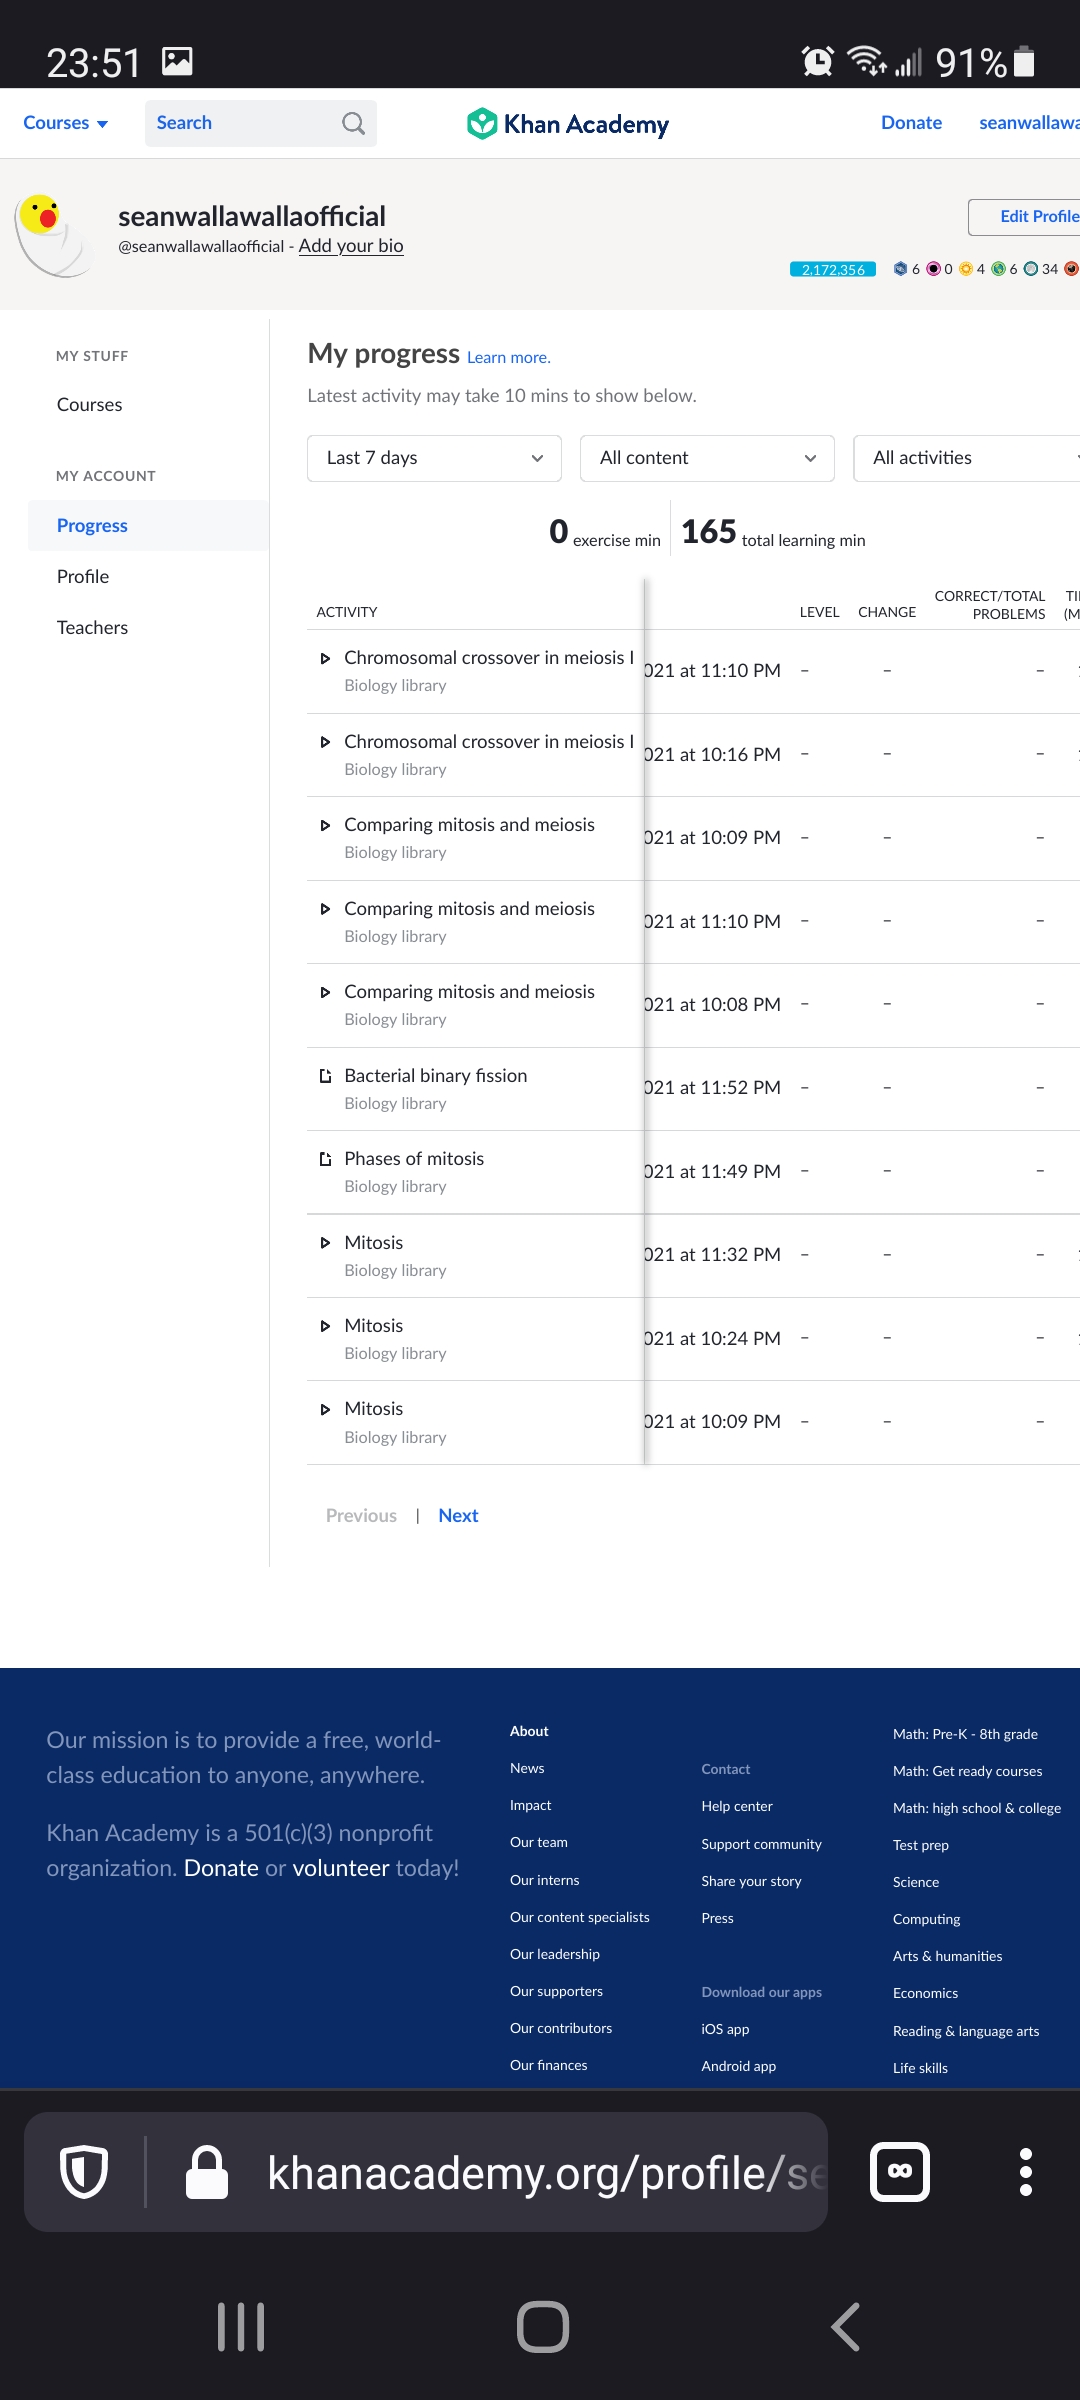 23:51 91%
Courses Search Khan Academy Donate seanwallawa
seanwallawallaofficial
@seanwallawallaofficial - Add your bio
Edit Profile
2,172,356 6 0 4 6 34
MY STUFF
Courses
MY ACCOUNT
Progress
Profile
Teachers
My progress Learn more.
Latest activity may take 10 mins to show below.
Last 7 days All content All activities
0 exercise min 165 total learning min
ACTIVITY LEVEL CHANGE CORRECT/TOTAL PROBLEMS
Chromosomal crossover in meiosis I 021 at 11:10 PM – – –
Biology library
Chromosomal crossover in meiosis I 021 at 10:16 PM – – –
Biology library
Comparing mitosis and meiosis 021 at 10:09 PM – – –
Biology library
Comparing mitosis and meiosis 021 at 11:10 PM – – –
Biology library
Comparing mitosis and meiosis 021 at 10:08 PM – – –
Biology library
Bacterial binary fission 021 at 11:52 PM – – –
Biology library
Phases of mitosis 021 at 11:49 PM – – –
Biology library
Mitosis 021 at 11:32 PM – – –
Biology library
Mitosis 021 at 10:24 PM – – –
Biology library
Mitosis 021 at 10:09 PM – – –
Biology library
Previous | Next
Our mission is to provide a free, world-
class education to anyone, anywhere.
Khan Academy is a 501(c)(3) nonprofit
organization. Donate or volunteer today!
About
News
Impact
Our team
Our interns
Our content specialists
Our leadership
Our supporters
Our contributors
Our finances
Contact
Help center
Support community
Share your story
Press
Download our apps
iOS app
Android app
Math: Pre-K - 8th grade
Math: Get ready courses
Math: high school & college
Test prep
Science
Computing
Arts & humanities
Economics
Reading & language arts
Life skills
khanacademy.org/profile/se